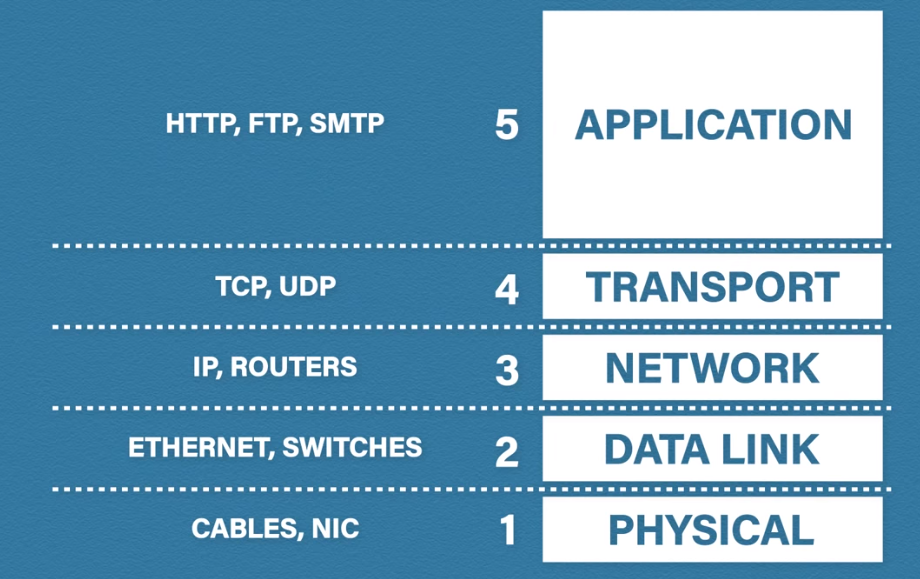 HTTP, FTP, SMTP 5 APPLICATION
TCP, UDP 4 TRANSPORT
IP, ROUTERS 3 NETWORK
ETHERNET, SWITCHES 2 DATA LINK
CABLES, NIC 1 PHYSICAL